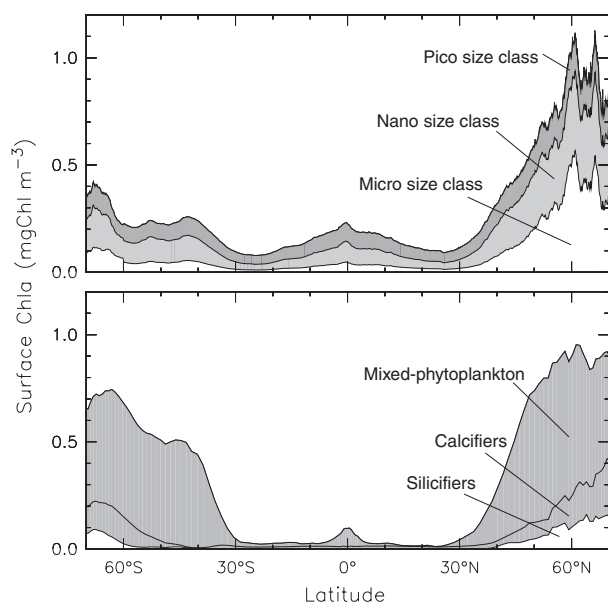 1.0
0.5
0.0
Pico size class
Nano size class
Micro size class
Surface Chla (mgChl m⁻³)
1.0
0.5
0.0
Mixed-phytoplankton
Calcifiers
Silicifiers
60°S 30°S 0° 30°N 60°N
Latitude